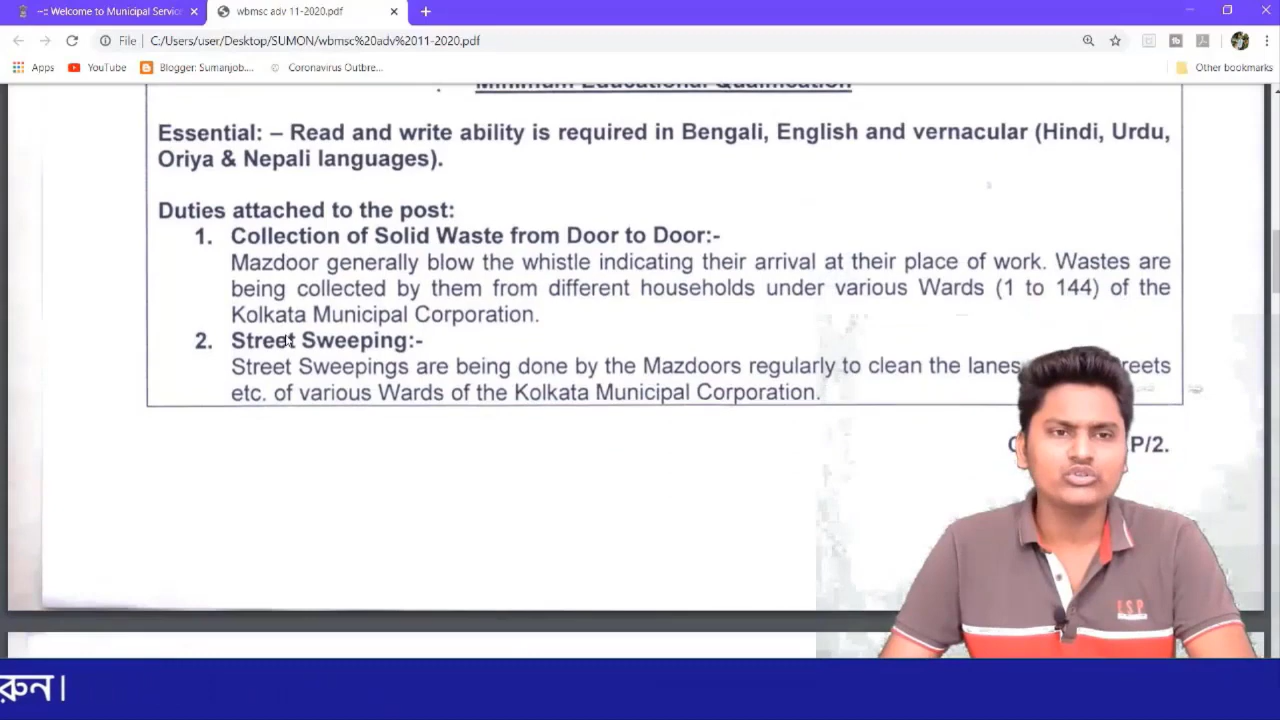 -:: Welcome to Municipal Service
wbmsc adv 11-2020.pdf
File
C:/Users/user/Desktop/SUMON/wbmsc%20adv%2011-2020.pdf
Apps
YouTube
Blogger: Sumanjob....
Coronavirus Outbre...
Other bookmarks
Minimum Educational Qualification
Essential: – Read and write ability is required in Bengali, English and vernacular (Hindi, Urdu,
Oriya & Nepali languages).
Duties attached to the post:
1. Collection of Solid Waste from Door to Door:-
Mazdoor generally blow the whistle indicating their arrival at their place of work. Wastes are
being collected by them from different households under various Wards (1 to 144) of the
Kolkata Municipal Corporation.
2. Street Sweeping:-
Street Sweepings are being done by the Mazdoors regularly to clean the lanes
etc. of various Wards of the Kolkata Municipal Corporation.
P/2.
রুন।